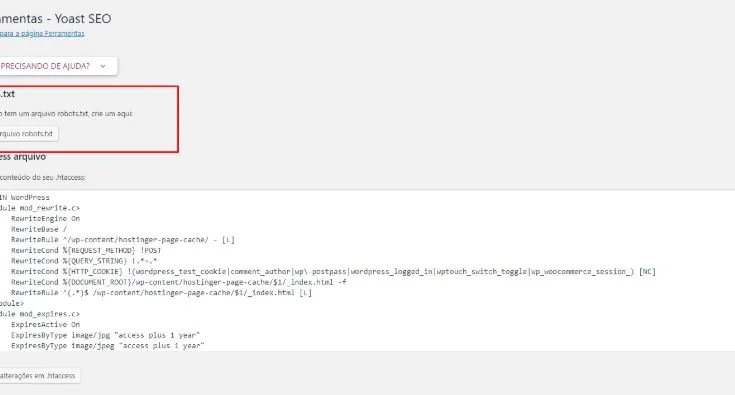 amentas - Yoast SEO
para a página Ferramentas
PRECISANDO DE AJUDA?
.txt
o tem um arquivo robots.txt, crie um aqui:
rquivo robots.txt
ess arquivo
conteúdo do seu .htaccess:
IN WordPress
dule mod_rewrite.c>
RewriteEngine On
RewriteBase /
RewriteRule ^/wp-content/hostinger-page-cache/ - [L]
RewriteCond %{REQUEST_METHOD} !POST
RewriteCond %{QUERY_STRING} !.*=.*
RewriteCond %{HTTP_COOKIE} !(wordpress_test_cookie|comment_author|wp\-postpass|wordpress_logged_in|wptouch_switch_toggle|wp_woocommerce_session_) [NC]
RewriteCond %{DOCUMENT_ROOT}/wp-content/hostinger-page-cache/$1/_index.html -f
RewriteRule ^(.*)$ /wp-content/hostinger-page-cache/$1/_index.html [L]
odule>
dule mod_expires.c>
ExpiresActive On
ExpiresByType image/jpg "access plus 1 year"
ExpiresByType image/jpeg "access plus 1 year"
alterações em .htaccess